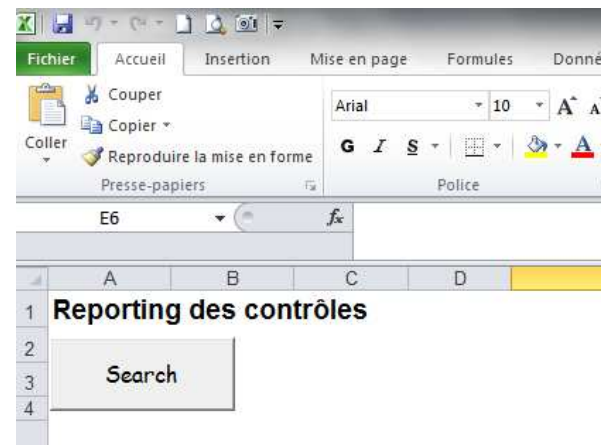 Fichier Accueil Insertion Mise en page Formules Donné
Couper
Arial 10 A A
Copier
Coller
Reproduire la mise en forme
G I S A
Presse-papiers Police
E6 fx
A B C D
1 Reporting des contrôles
2
Search
3
4